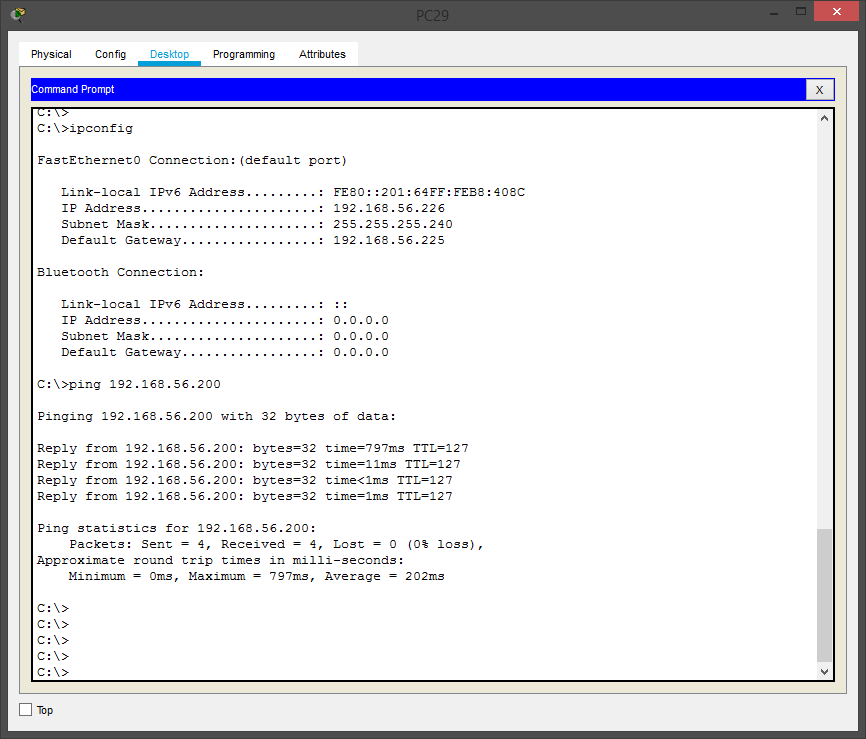 PC29
Physical Config Desktop Programming Attributes
Command Prompt X
C:\>
C:\>ipconfig
FastEthernet0 Connection:(default port)
Link-local IPv6 Address.........: FE80::201:64FF:FEB8:408C
IP Address......................: 192.168.56.226
Subnet Mask.....................: 255.255.255.240
Default Gateway.................: 192.168.56.225
Bluetooth Connection:
Link-local IPv6 Address.........: ::
IP Address......................: 0.0.0.0
Subnet Mask.....................: 0.0.0.0
Default Gateway.................: 0.0.0.0
C:\>ping 192.168.56.200
Pinging 192.168.56.200 with 32 bytes of data:
Reply from 192.168.56.200: bytes=32 time=797ms TTL=127
Reply from 192.168.56.200: bytes=32 time=11ms TTL=127
Reply from 192.168.56.200: bytes=32 time<1ms TTL=127
Reply from 192.168.56.200: bytes=32 time=1ms TTL=127
Ping statistics for 192.168.56.200:
Packets: Sent = 4, Received = 4, Lost = 0 (0% loss),
Approximate round trip times in milli-seconds:
Minimum = 0ms, Maximum = 797ms, Average = 202ms
C:\>
C:\>
C:\>
C:\>
C:\>
Top